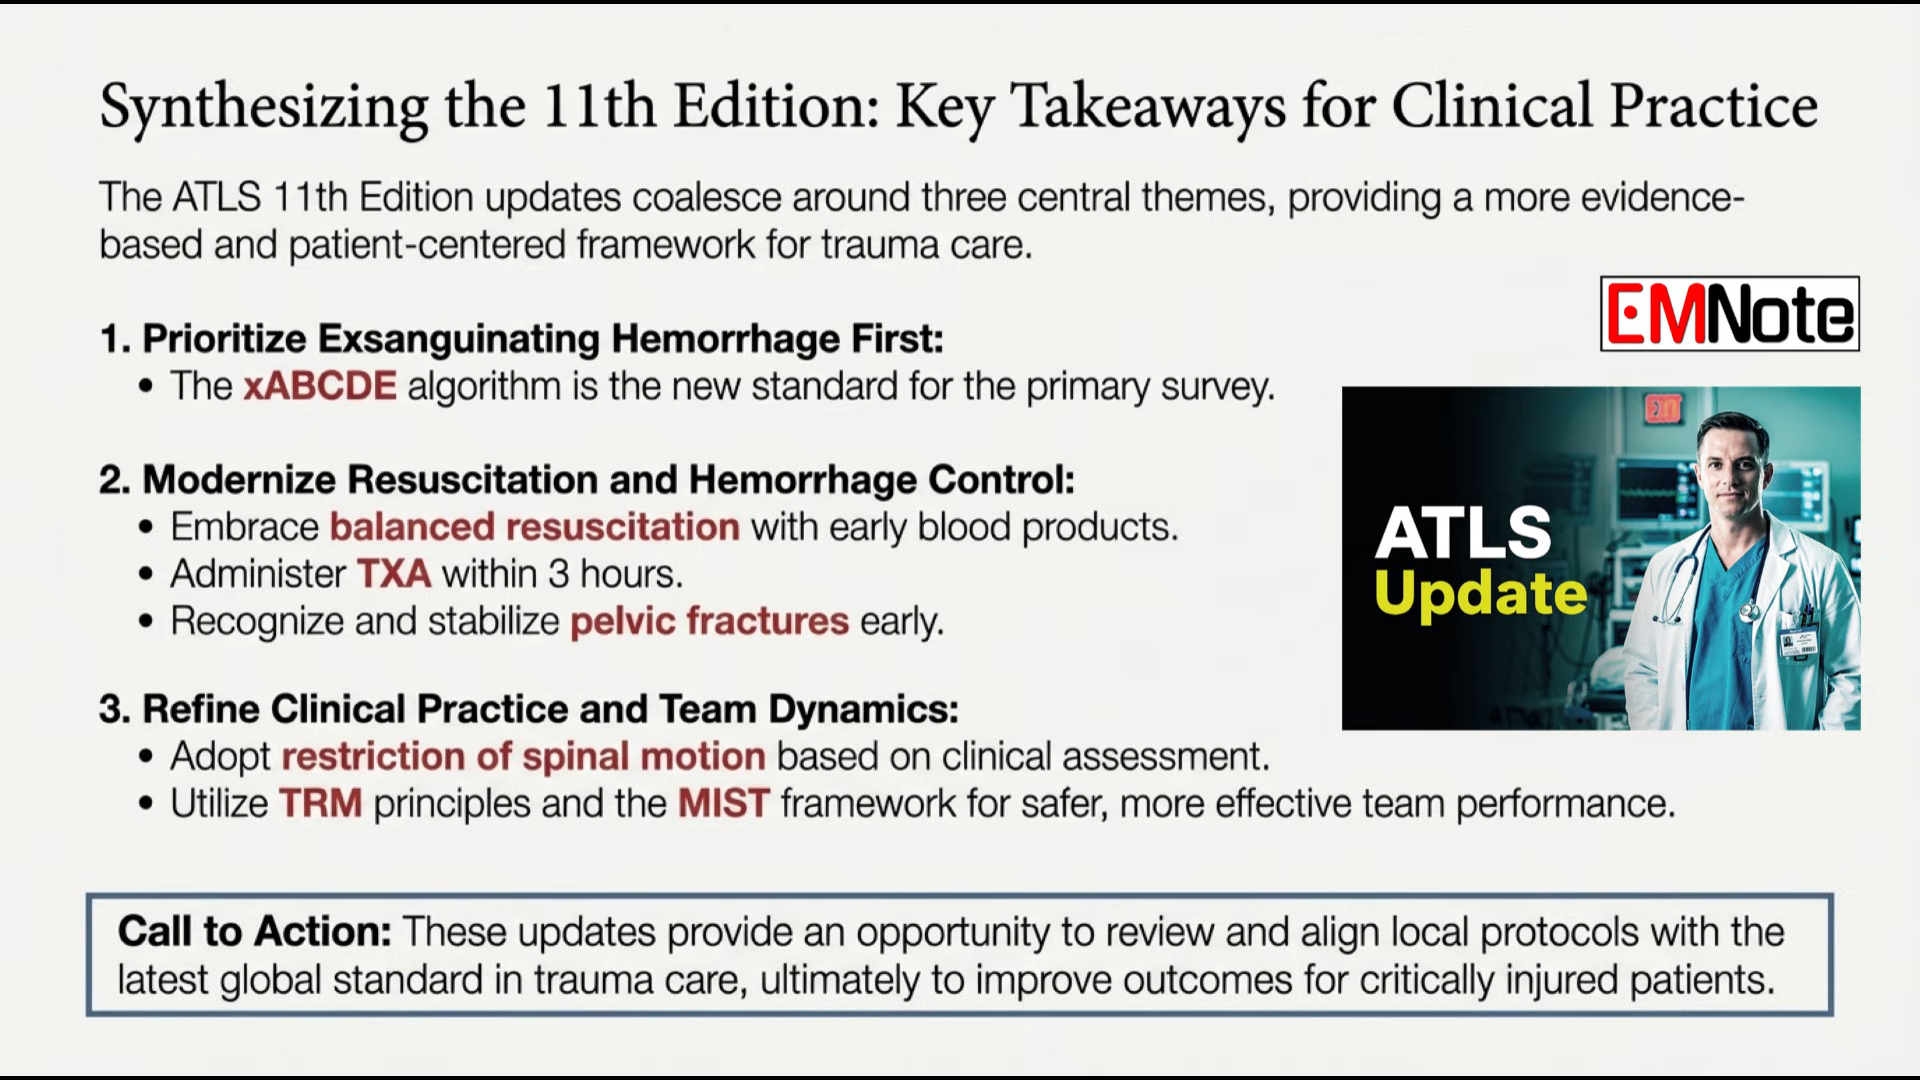 Synthesizing the 11th Edition: Key Takeaways for Clinical Practice
The ATLS 11th Edition updates coalesce around three central themes, providing a more evidence-
based and patient-centered framework for trauma care.
EMNote
1. Prioritize Exsanguinating Hemorrhage First:
• The xABCDE algorithm is the new standard for the primary survey.
2. Modernize Resuscitation and Hemorrhage Control:
• Embrace balanced resuscitation with early blood products.
• Administer TXA within 3 hours.
• Recognize and stabilize pelvic fractures early.
ATLS
Update
3. Refine Clinical Practice and Team Dynamics:
• Adopt restriction of spinal motion based on clinical assessment.
• Utilize TRM principles and the MIST framework for safer, more effective team performance.
Call to Action: These updates provide an opportunity to review and align local protocols with the
latest global standard in trauma care, ultimately to improve outcomes for critically injured patients.